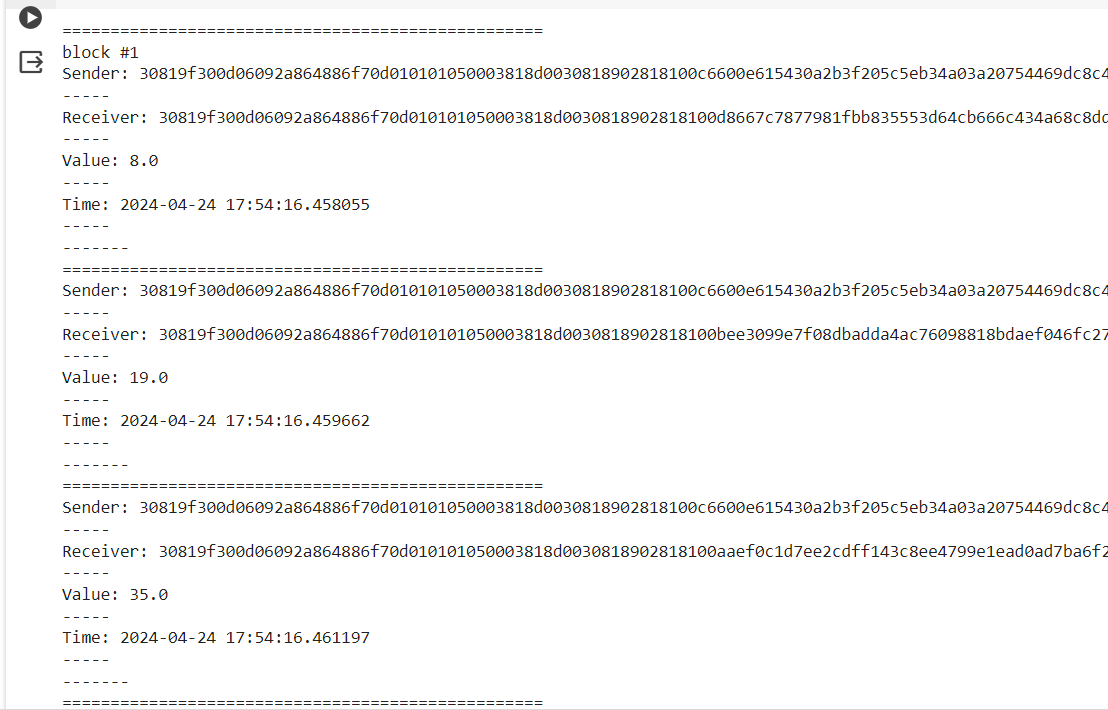 ==================================================
block #1
Sender: 30819f300d06092a864886f70d010101050003818d0030818902818100c6600e615430a2b3f205c5eb34a03a20754469dc8c4
-----
Receiver: 30819f300d06092a864886f70d010101050003818d0030818902818100d8667c7877981fbb835553d64cb666c434a68c8dd
-----
Value: 8.0
-----
Time: 2024-04-24 17:54:16.458055
-----
-------
==================================================
Sender: 30819f300d06092a864886f70d010101050003818d0030818902818100c6600e615430a2b3f205c5eb34a03a20754469dc8c4
-----
Receiver: 30819f300d06092a864886f70d010101050003818d0030818902818100bee3099e7f08dbadda4ac76098818bdaef046fc27
-----
Value: 19.0
-----
Time: 2024-04-24 17:54:16.459662
-----
-------
==================================================
Sender: 30819f300d06092a864886f70d010101050003818d0030818902818100c6600e615430a2b3f205c5eb34a03a20754469dc8c4
-----
Receiver: 30819f300d06092a864886f70d010101050003818d0030818902818100aaef0c1d7ee2cdff143c8ee4799e1ead0ad7ba6f2
-----
Value: 35.0
-----
Time: 2024-04-24 17:54:16.461197
-----
-------
==================================================